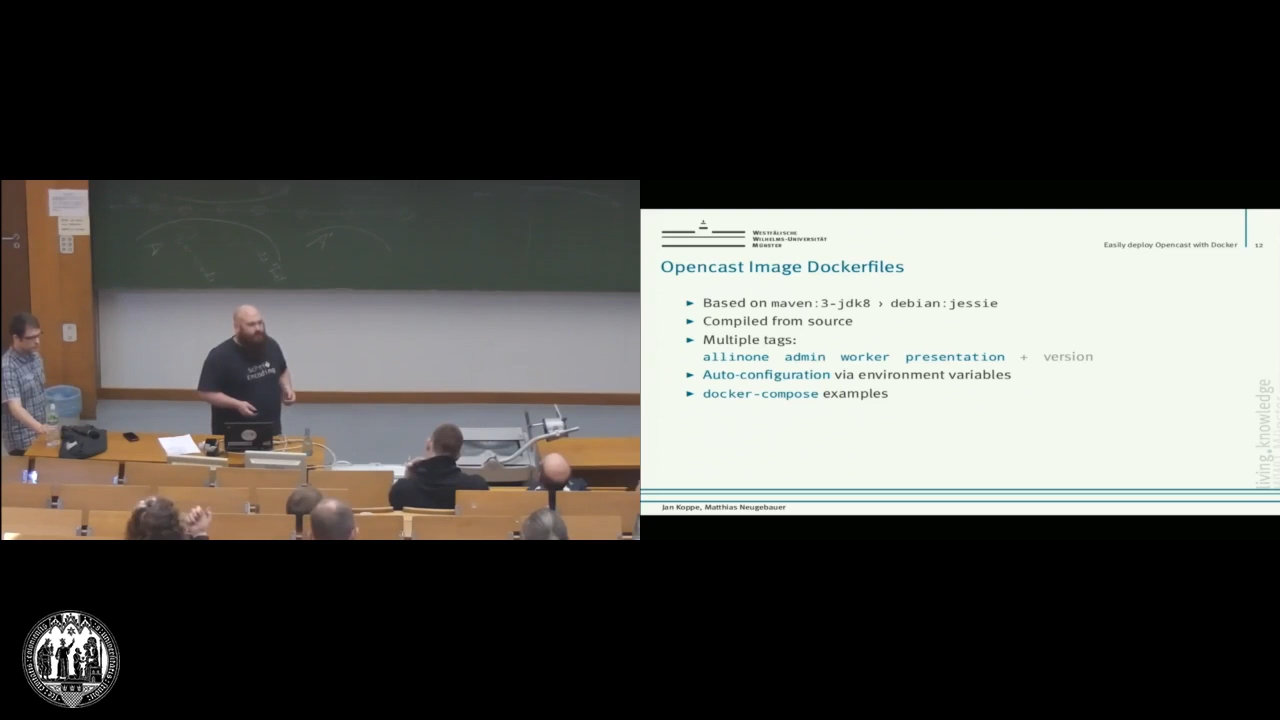 WESTFÄLISCHE
WILHELMS-UNIVERSITÄT
MÜNSTER
Easily deploy Opencast with Docker 12
Opencast Image Dockerfiles
► Based on maven:3-jdk8 › debian:jessie
► Compiled from source
► Multiple tags:
allinone admin worker presentation + version
► Auto-configuration via environment variables
► docker-compose examples
living.knowledge
Jan Koppe, Matthias Neugebauer